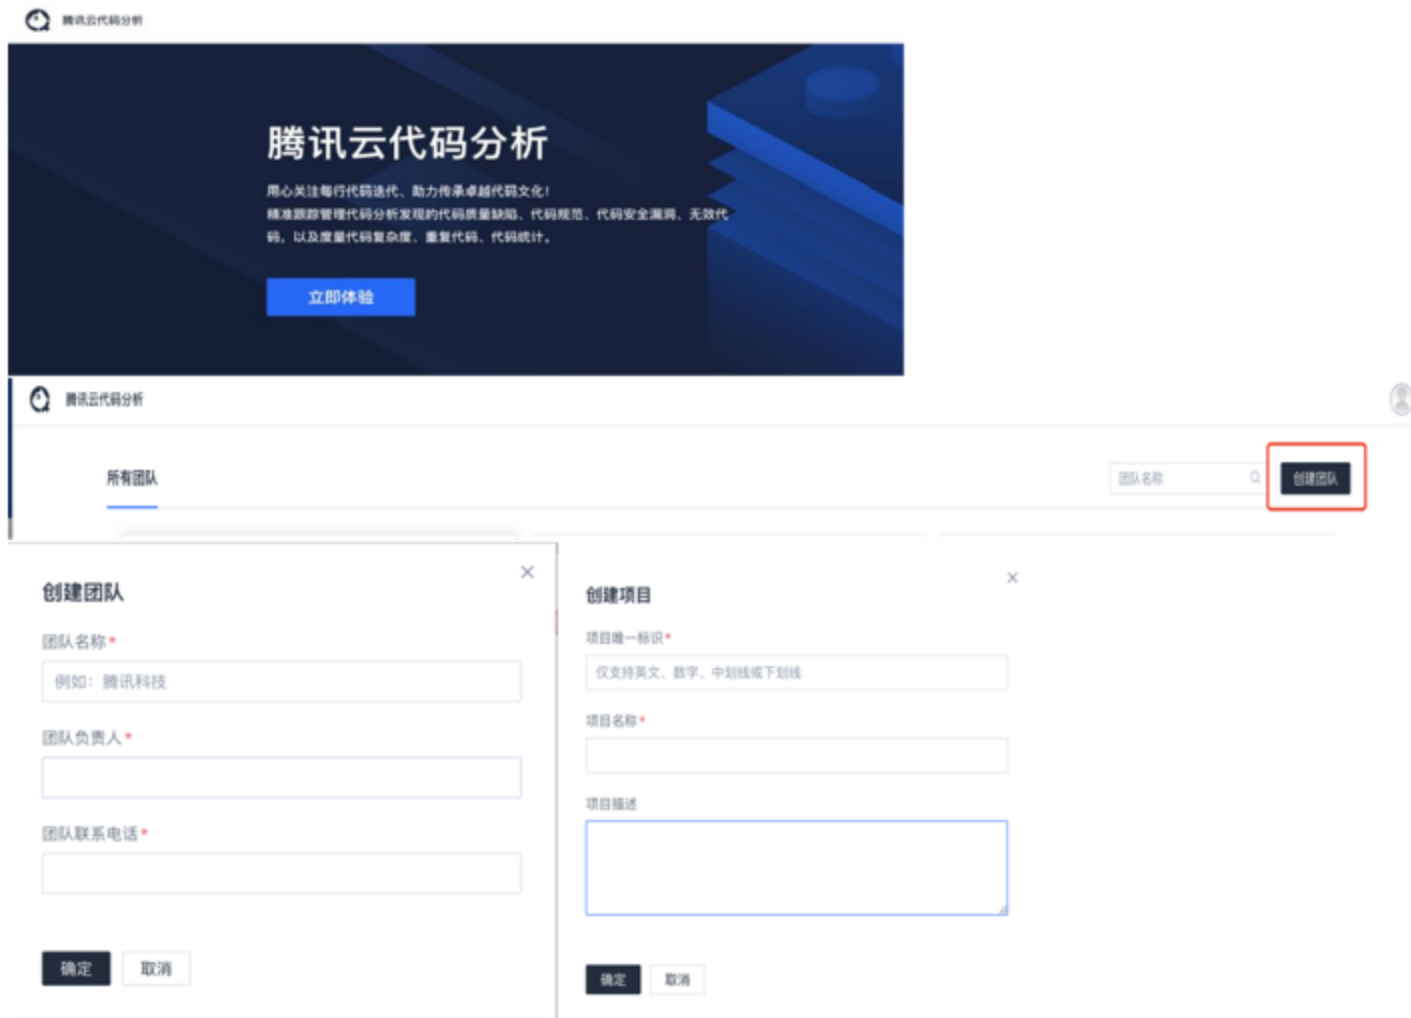 腾讯云代码分析
腾讯云代码分析
用心关注每行代码迭代、助力传承卓越代码文化!
精准跟踪管理代码分析发现的代码质量缺陷、代码规范、代码安全漏洞、无效代
码，以及度量代码复杂度、重复代码、代码统计。
立即体验
腾讯云代码分析
所有团队
团队名称
创建团队
创建团队
团队名称*
例如：腾讯科技
团队负责人*
团队联系电话*
确定
取消
创建项目
项目唯一标识*
仅支持英文、数字、中划线或下划线
项目名称*
项目描述
确定
取消